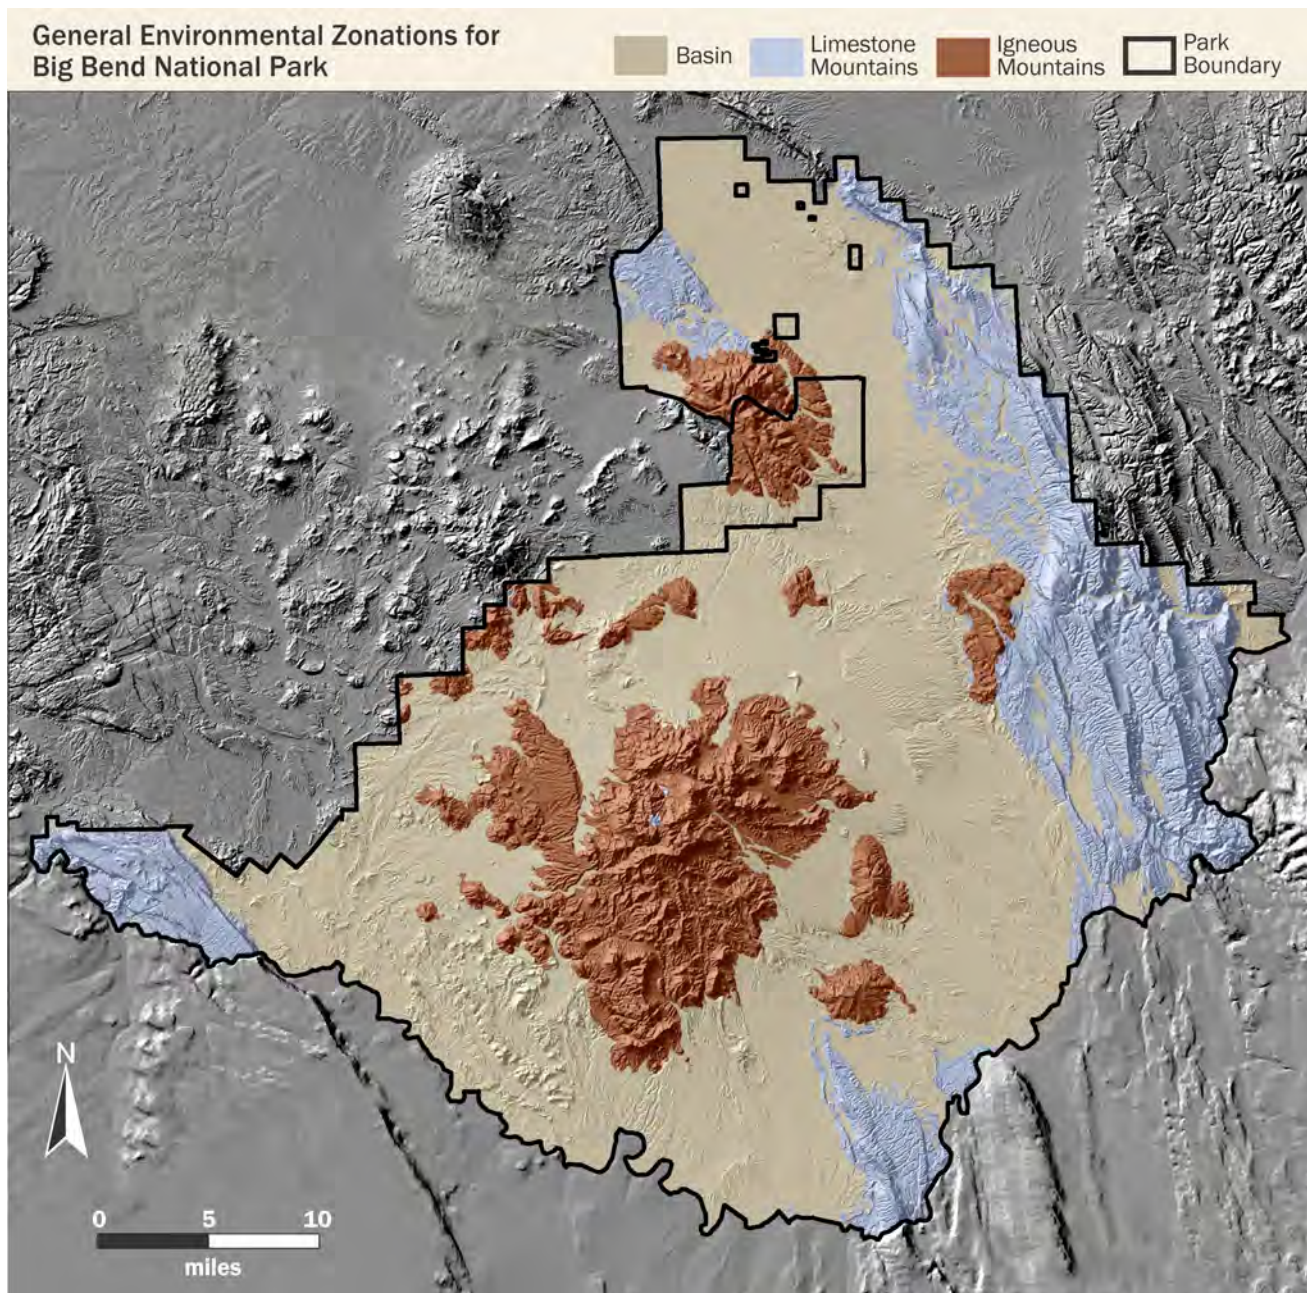 General Environmental Zonations for
Big Bend National Park
Basin
Limestone
Mountains
Igneous
Mountains
Park
Boundary
N
0 5 10
miles